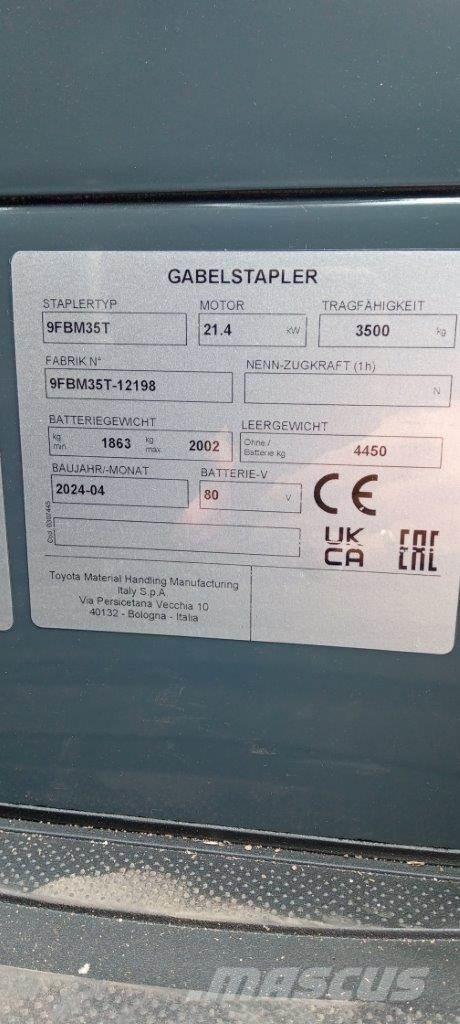 GABELSTAPLER
STAPLERTYP MOTOR TRAGFÄHIGKEIT
9FBM35T 21.4 kW 3500 kg
FABRIK N° NENN-ZUGKRAFT (1h)
9FBM35T-12198 N
BATTERIEGEWICHT LEERGEWICHT
kg min. 1863 kg max. 2002 Ohne / Batterie kg 4450
BAUJAHR/-MONAT BATTERIE-V
2024-04 80 V CE
UK CA EAC
Toyota Material Handling Manufacturing
Italy S.p.A
Via Persicetana Vecchia 10
40132 - Bologna - Italia
MASCUS